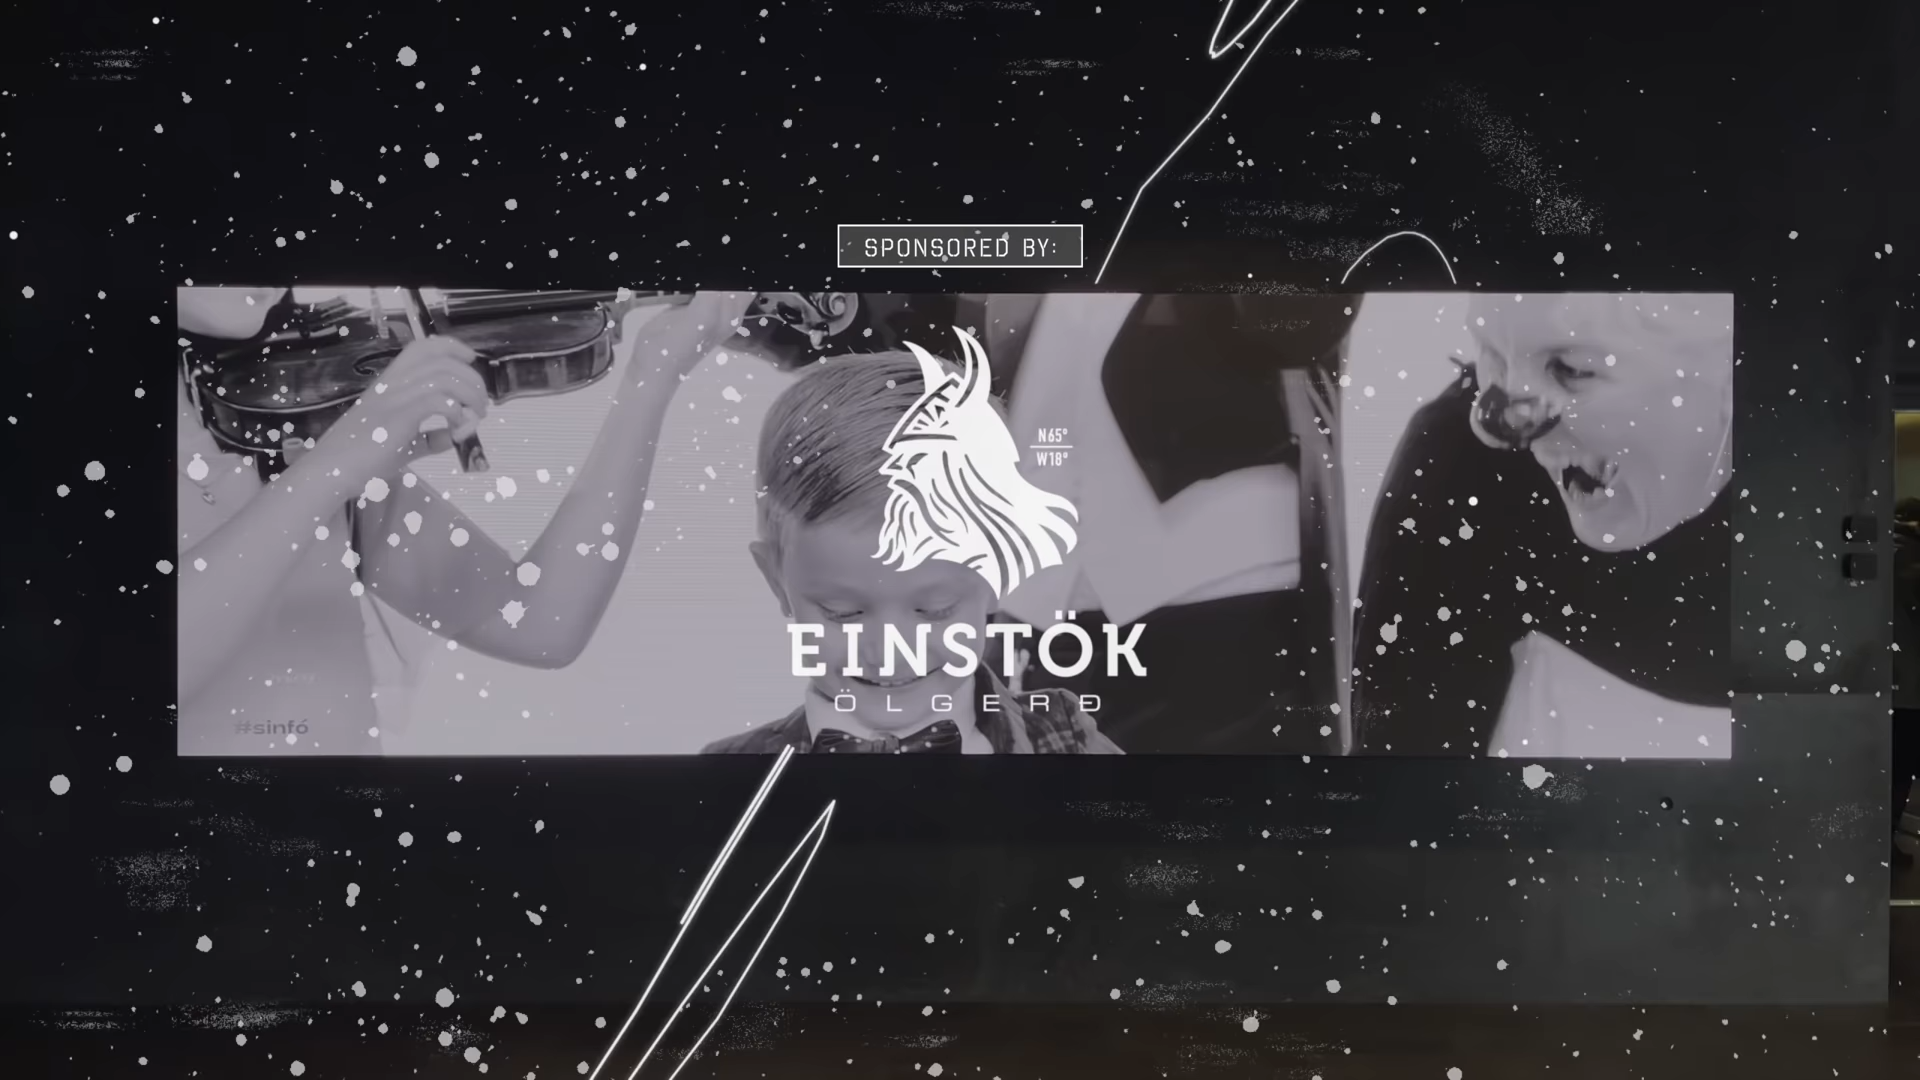 SPONSORED BY:
N65°
W18°
EINSTÖK
ÖLGERÐ
#sinfó